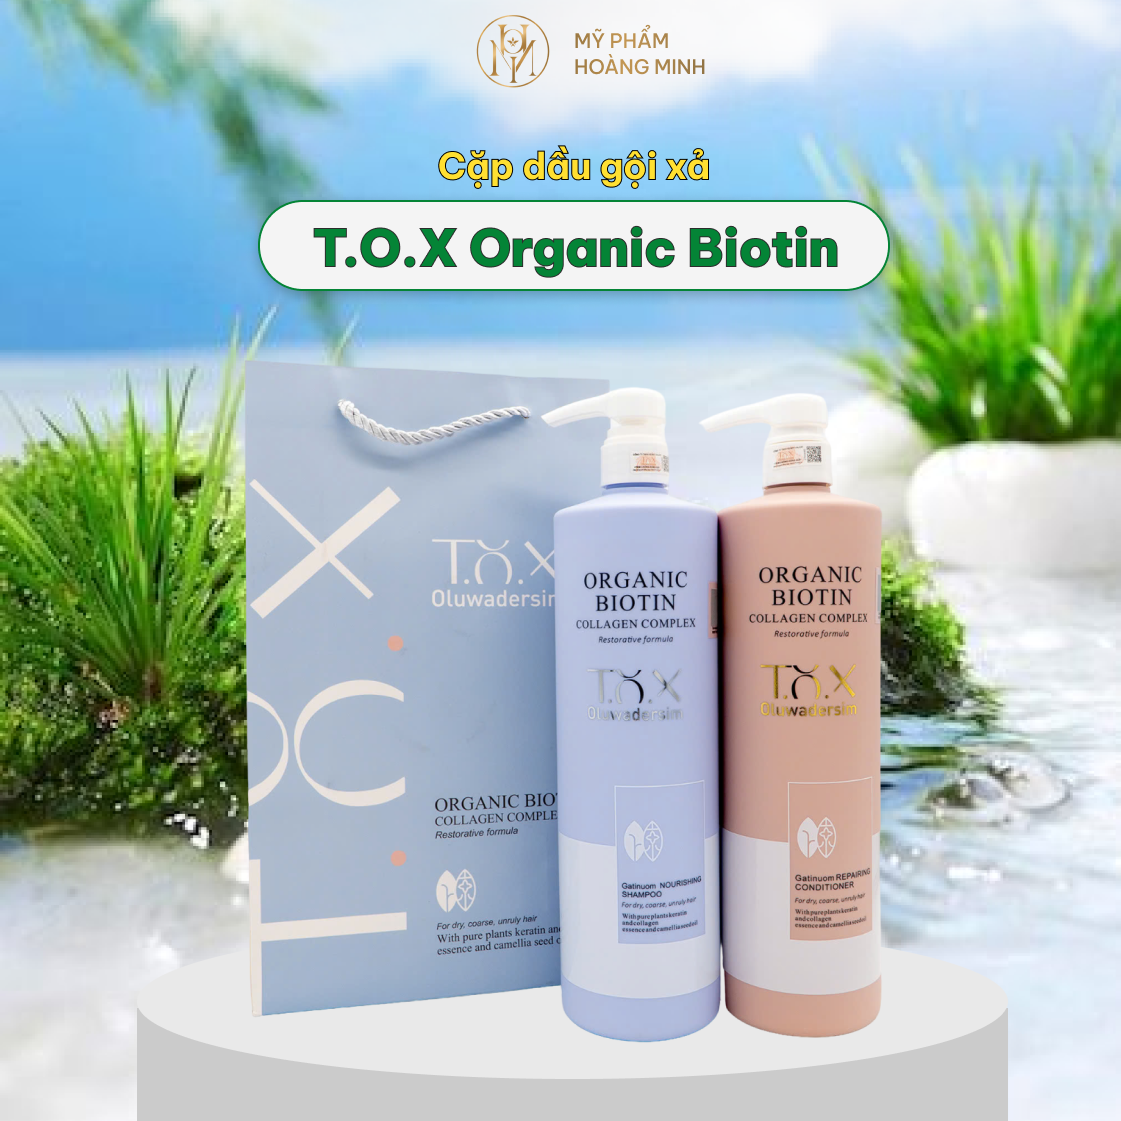 MỸ PHẨM
HOÀNG MINH
Cặp dầu gội xả
T.O.X Organic Biotin
T.O.X
T.O.X
Oluwadersim
ORGANIC
COLLAGEN
Restorative formula
For dry, coarse, unruly hair
With pure plants keratin
essence and camellia seed
ORGANIC
BIOTIN
COLLAGEN COMPLEX
Restorative formula
T.O.X
Oluwadersim
Gatinuom NOURISHING
SHAMPOO
For dry, coarse, unruly hair
With pure plants keratin
and collagen
essence and camellia seed oil
ORGANIC
BIOTIN
COLLAGEN COMPLEX
Restorative formula
T.O.X
Oluwadersim
Gatinuom REPAIRING
CONDITIONER
For dry, coarse, unruly hair
With pure plants keratin
and collagen
essence and camellia seed oil